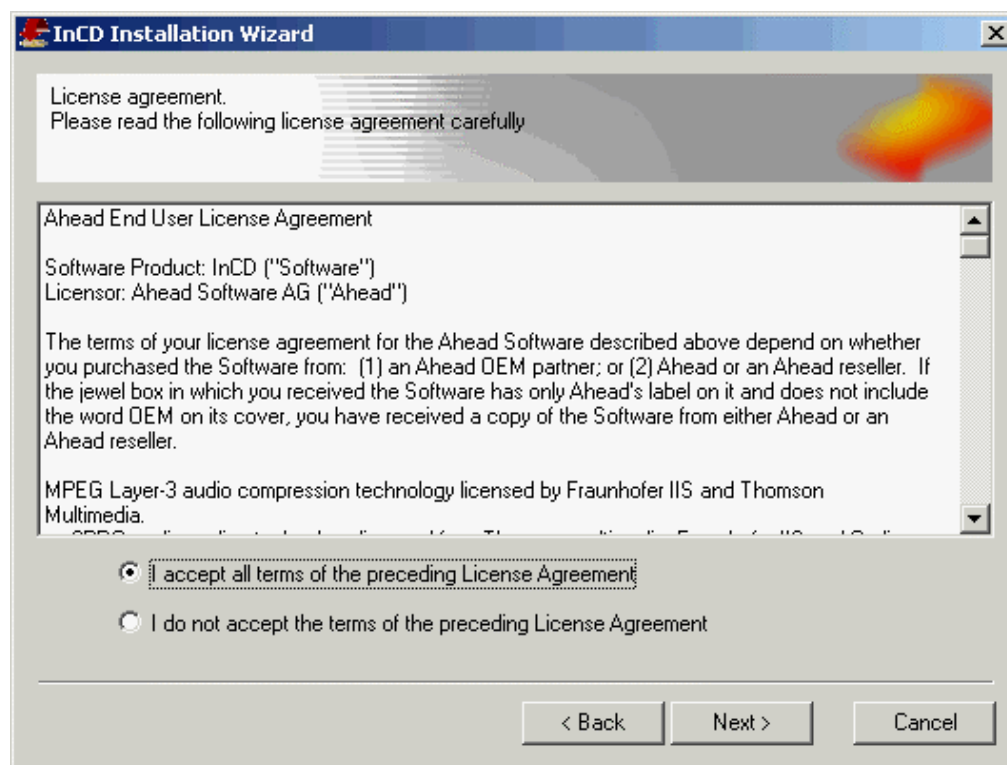 InCD Installation Wizard
License agreement.
Please read the following license agreement carefully
Ahead End User License Agreement
Software Product: InCD ("Software")
Licensor: Ahead Software AG ("Ahead")
The terms of your license agreement for the Ahead Software described above depend on whether
you purchased the Software from:  (1) an Ahead OEM partner; or (2) Ahead or an Ahead reseller.  If
the jewel box in which you received the Software has only Ahead's label on it and does not include
the word OEM on its cover, you have received a copy of the Software from either Ahead or an
Ahead reseller.
MPEG Layer-3 audio compression technology licensed by Fraunhofer IIS and Thomson
Multimedia.
I accept all terms of the preceding License Agreement
I do not accept the terms of the preceding License Agreement
< Back
Next >
Cancel